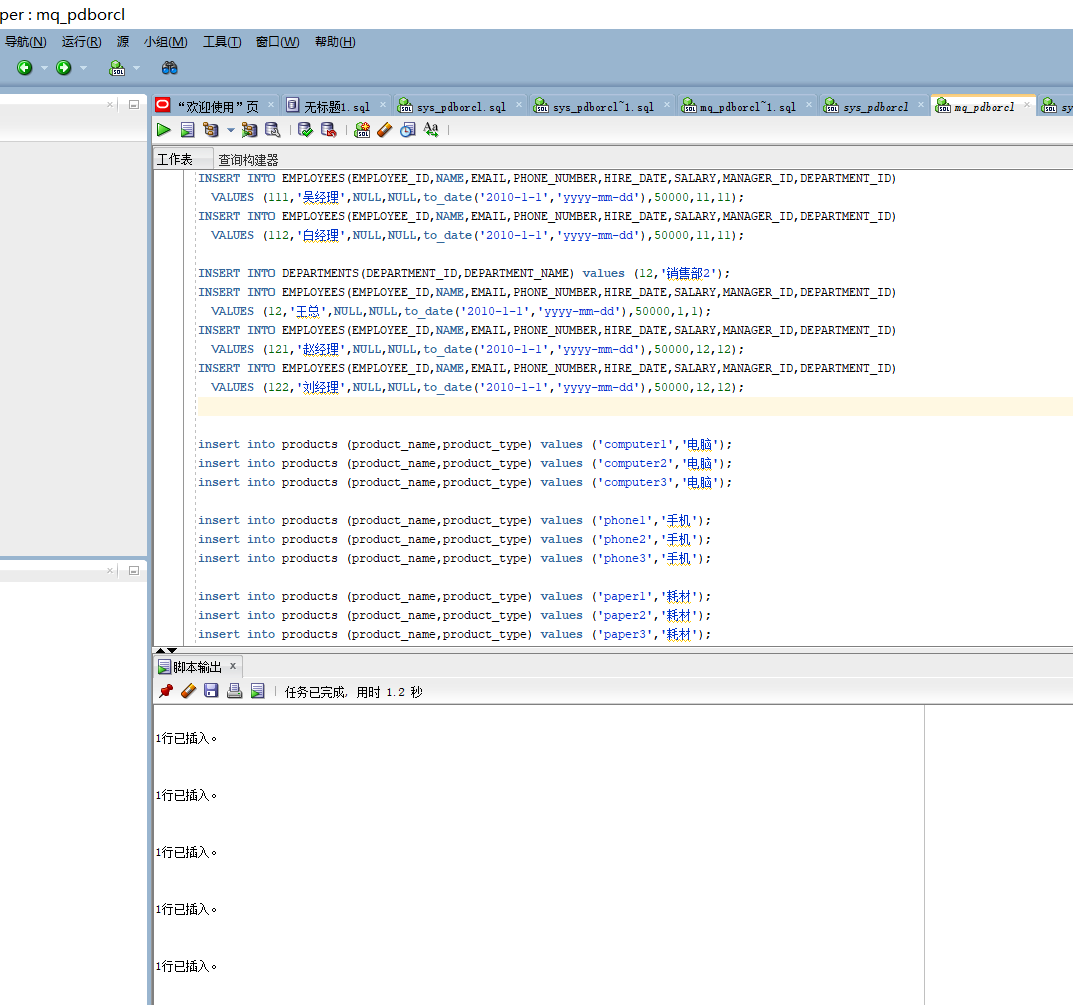 per : mq_pdborcl
导航(N) 运行(R) 源 小组(M) 工具(T) 窗口(W) 帮助(H)
“欢迎使用”页 无标题1.sql sys_pdborcl.sql sys_pdborcl~1.sql mq_pdborcl~1.sql sys_pdborcl mq_pdborcl sy
工作表 查询构建器
INSERT INTO EMPLOYEES(EMPLOYEE_ID,NAME,EMAIL,PHONE_NUMBER,HIRE_DATE,SALARY,MANAGER_ID,DEPARTMENT_ID)
VALUES (111,'吴经理',NULL,NULL,to_date('2010-1-1','yyyy-mm-dd'),50000,11,11);
INSERT INTO EMPLOYEES(EMPLOYEE_ID,NAME,EMAIL,PHONE_NUMBER,HIRE_DATE,SALARY,MANAGER_ID,DEPARTMENT_ID)
VALUES (112,'白经理',NULL,NULL,to_date('2010-1-1','yyyy-mm-dd'),50000,11,11);
INSERT INTO DEPARTMENTS(DEPARTMENT_ID,DEPARTMENT_NAME) values (12,'销售部2');
INSERT INTO EMPLOYEES(EMPLOYEE_ID,NAME,EMAIL,PHONE_NUMBER,HIRE_DATE,SALARY,MANAGER_ID,DEPARTMENT_ID)
VALUES (12,'王总',NULL,NULL,to_date('2010-1-1','yyyy-mm-dd'),50000,1,1);
INSERT INTO EMPLOYEES(EMPLOYEE_ID,NAME,EMAIL,PHONE_NUMBER,HIRE_DATE,SALARY,MANAGER_ID,DEPARTMENT_ID)
VALUES (121,'赵经理',NULL,NULL,to_date('2010-1-1','yyyy-mm-dd'),50000,12,12);
INSERT INTO EMPLOYEES(EMPLOYEE_ID,NAME,EMAIL,PHONE_NUMBER,HIRE_DATE,SALARY,MANAGER_ID,DEPARTMENT_ID)
VALUES (122,'刘经理',NULL,NULL,to_date('2010-1-1','yyyy-mm-dd'),50000,12,12);
insert into products (product_name,product_type) values ('computer1','电脑');
insert into products (product_name,product_type) values ('computer2','电脑');
insert into products (product_name,product_type) values ('computer3','电脑');
insert into products (product_name,product_type) values ('phone1','手机');
insert into products (product_name,product_type) values ('phone2','手机');
insert into products (product_name,product_type) values ('phone3','手机');
insert into products (product_name,product_type) values ('paper1','耗材');
insert into products (product_name,product_type) values ('paper2','耗材');
insert into products (product_name,product_type) values ('paper3','耗材');
脚本输出
任务已完成, 用时 1.2 秒
1行已插入。
1行已插入。
1行已插入。
1行已插入。
1行已插入。